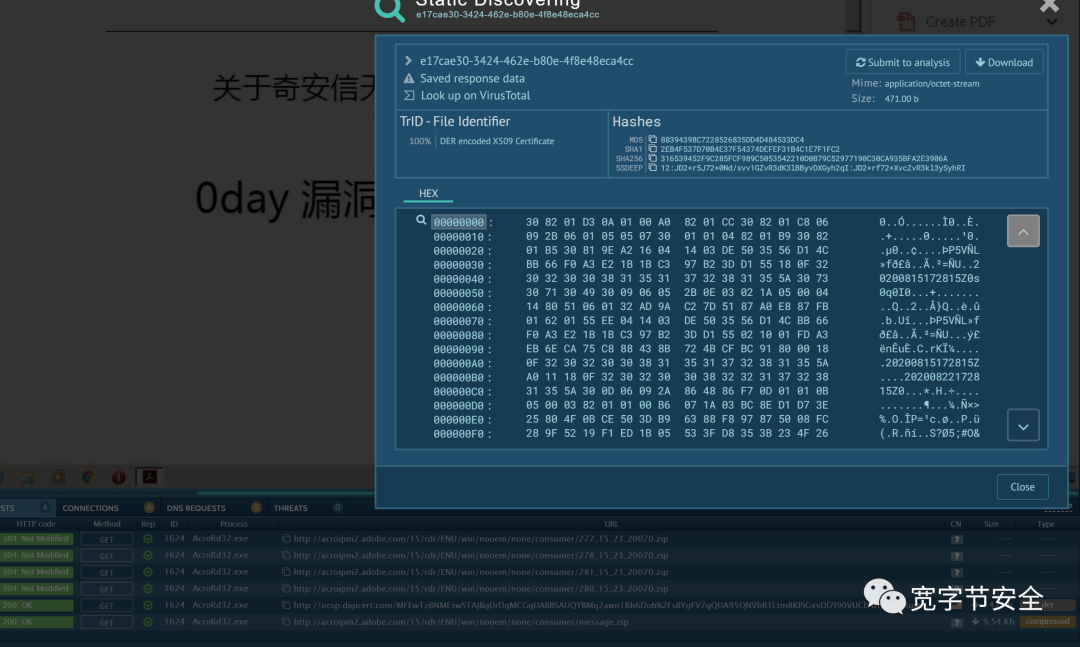 Static Discovering
e17cae30-3424-462e-b80e-4f8e48eca4cc
Create PDF
关于奇安信天
0day 漏洞
e17cae30-3424-462e-b80e-4f8e48eca4cc
Saved response data
Look up on VirusTotal
Submit to analysis
Download
Mime: application/octet-stream
Size: 471.00 b
TrID - File Identifier
100% DER encoded X509 Certificate
Hashes
MD5 88394398C7228526835DD4D484533DC4
SHA1 2EB4F537D70B4E37F54374DEFEF31B4C1E7F1FC2
SHA256 316539452F9C285FCF989C5053542210D0B79C52977190C30CA935BFA2E3906A
SSDEEP 12:JD2+r5J72+0Nd/svv1GZvR3dK3lBByvDXGyh2qI:JD2+rf72+XvcZvR3kl3ySyhRI
HEX
00000000: 30 82 01 D3 0A 01 00 A0 82 01 CC 30 82 01 C8 06 0..Ó......Ì0..È.
00000010: 09 2B 06 01 05 05 07 30 01 01 04 82 01 B9 30 82 .+.....0.....¹0.
00000020: 01 B5 30 81 9E A2 16 04 14 03 DE 50 35 56 D1 4C .µ0..¢....ÞP5VÑL
00000030: BB 66 F0 A3 E2 1B 1B C3 97 B2 3D D1 55 18 0F 32 »fð£â..Ã.²=ÑU..2
00000040: 30 32 30 30 38 31 35 31 37 32 38 31 35 5A 30 73 0200815172815Z0s
00000050: 30 71 30 49 30 09 06 05 2B 0E 03 02 1A 05 00 04 0q0I0...+.......
00000060: 14 80 51 06 01 32 AD 9A C2 7D 51 87 A0 E8 87 FB ..Q..2..Â}Q..è.û
00000070: 01 62 01 55 EE 04 14 03 DE 50 35 56 D1 4C BB 66 .b.Uî...ÞP5VÑL»f
00000080: F0 A3 E2 1B 1B C3 97 B2 3D D1 55 02 10 01 FD A3 ð£â..Ã.²=ÑU...ý£
00000090: EB 6E CA 75 C8 88 43 8B 72 4B CF BC 91 80 00 18 ënÊuÈ.C.rKÏ¼....
000000A0: 0F 32 30 32 30 30 38 31 35 31 37 32 38 31 35 5A .20200815172815Z
000000B0: A0 11 18 0F 32 30 32 30 30 38 32 32 31 37 32 38 ....202008221728
000000C0: 31 35 5A 30 0D 06 09 2A 86 48 86 F7 0D 01 01 0B 15Z0...*.H.÷....
000000D0: 05 00 03 82 01 01 00 B6 07 1A 03 BC 8E D1 D7 3E .......¶...¼.Ñ×>
000000E0: 25 80 4F 0B CE 50 3D B9 63 88 F8 97 87 50 08 FC %.O.ÎP=¹c.ø..P.ü
000000F0: 28 9F 52 19 F1 ED 1B 05 53 3F D8 35 3B 23 4F 26 (.R.ñí..S?Ø5;#O&
Close
STS 6 CONNECTIONS DNS REQUESTS THREATS 0
HTTP code Method Rep ID Process URL CN Size Type
304 Not Modified GET 1624 AcroRd32.exe http://acroipm2.adobe.com/15/rdr/ENU/win/nooem/none/consumer/277_15_23_20070.zip ? ---- ----
304 Not Modified GET 1624 AcroRd32.exe http://acroipm2.adobe.com/15/rdr/ENU/win/nooem/none/consumer/278_15_23_20070.zip ? ---- ----
304 Not Modified GET 1624 AcroRd32.exe http://acroipm2.adobe.com/15/rdr/ENU/win/nooem/none/consumer/281_15_23_20070.zip ? ---- ----
304 Not Modified GET 1624 AcroRd32.exe http://acroipm2.adobe.com/15/rdr/ENU/win/nooem/none/consumer/280_15_23_20070.zip ? ---- ----
200 OK GET 1624 AcroRd32.exe
200 OK GET 1624 AcroRd32.exe http://acroipm2.adobe.com/15/rdr/ENU/win/nooem/none/consumer/message.zip ? 9.54 Kb compressed
宽字节安全